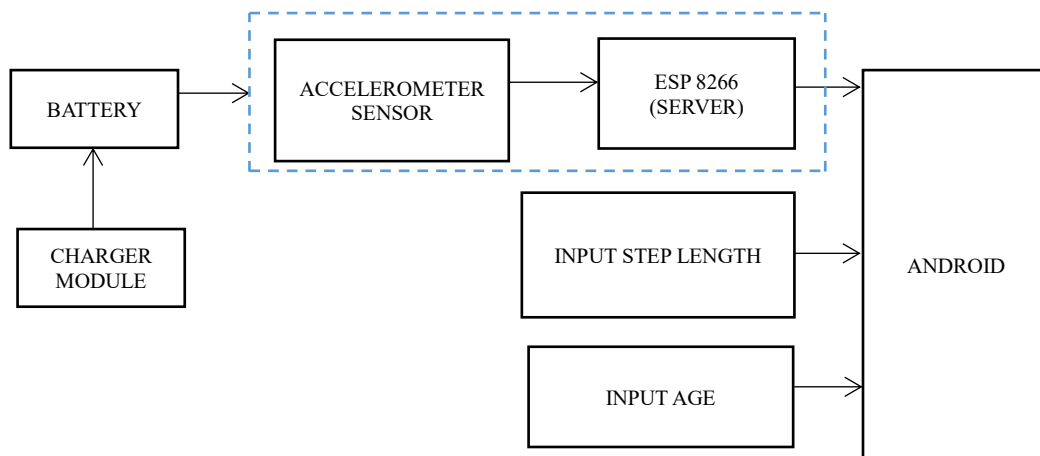 BATTERY
ACCELEROMETER
SENSOR
ESP 8266
(SERVER)
CHARGER
MODULE
INPUT STEP LENGTH
ANDROID
INPUT AGE